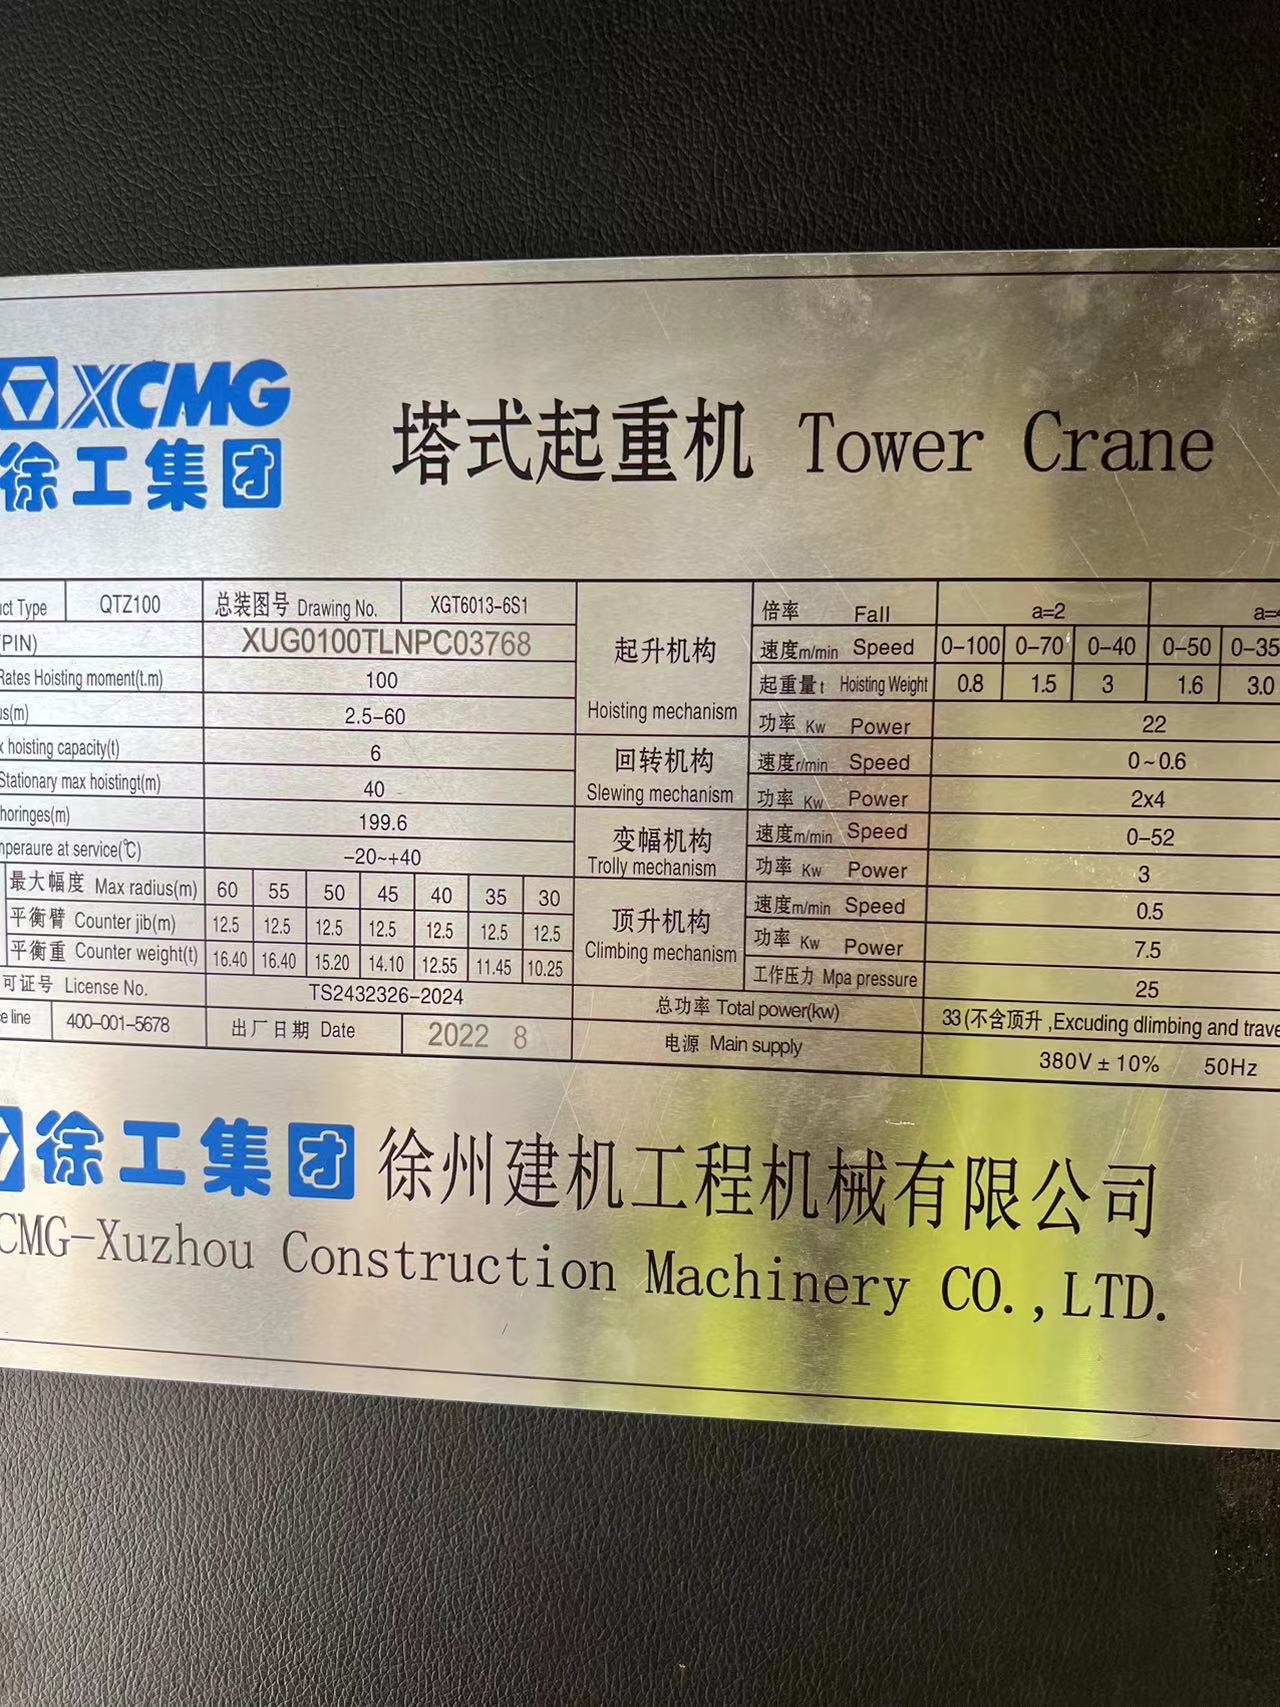 XCMG
徐工集团
塔式起重机 Tower Crane
uct Type QTZ100 总装图号 Drawing No. XGT6013-6S1
(PIN) XUG0100TLNPC03768
Rates Hoisting moment(t.m) 100
us(m) 2.5-60
x hoisting capacity(t) 6
Stationary max hoistingt(m) 40
horinges(m) 199.6
mperaure at service(℃) -20~+40
最大幅度 Max radius(m) 60 55 50 45 40 35 30
平衡臂 Counter jib(m) 12.5 12.5 12.5 12.5 12.5 12.5 12.5
平衡重 Counter weight(t) 16.40 16.40 15.20 14.10 12.55 11.45 10.25
可证号 License No. TS2432326-2024
ce line 400-001-5678 出厂日期 Date 2022 8
起升机构
Hoisting mechanism
倍率 Fall a=2 a=4
速度m/min Speed 0-100 0-70 0-40 0-50 0-35
起重量t Hoisting Weight 0.8 1.5 3 1.6 3.0
功率 Kw Power 22
回转机构
Slewing mechanism
速度r/min Speed 0~0.6
功率 Kw Power 2x4
变幅机构
Trolly mechanism
速度m/min Speed 0-52
功率 Kw Power 3
顶升机构
Climbing mechanism
速度m/min Speed 0.5
功率 Kw Power 7.5
工作压力 Mpa pressure 25
总功率 Total power(kw) 33(不含顶升,Excuding dlimbing and trave
电源 Main supply 380V±10% 50Hz
徐工集团 徐州建机工程机械有限公司
CMG-Xuzhou Construction Machinery CO.,LTD.